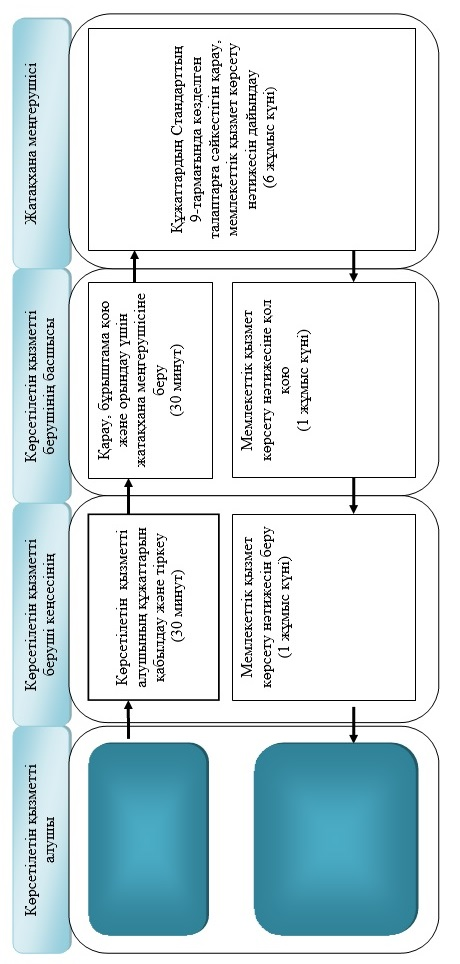 Көрсетілетін қызметті
алушы
Көрсетілетін қызметті
беруші кеңсесінің
Көрсетілетін қызметті
берушінің басшысы
Жатақхана меңгерушісі
Көрсетілетін қызметті
алушының құжаттарын
қабылдау және тіркеу
(30 минут)
Қарау, бұрыштама қою
және орындау үшін
жатақхана меңгерушісіне
беру
(30 минут)
Құжаттардың Стандарттың
9-тармағында көзделген
талаптарға сәйкестігін қарау,
мемлекеттік қызмет көрсету
нәтижесін дайындау
(6 жұмыс күні)
Мемлекеттік қызмет
көрсету нәтижесіне қол
қою
(1 жұмыс күні)
Мемлекеттік қызмет
көрсету нәтижесін беру
(1 жұмыс күні)